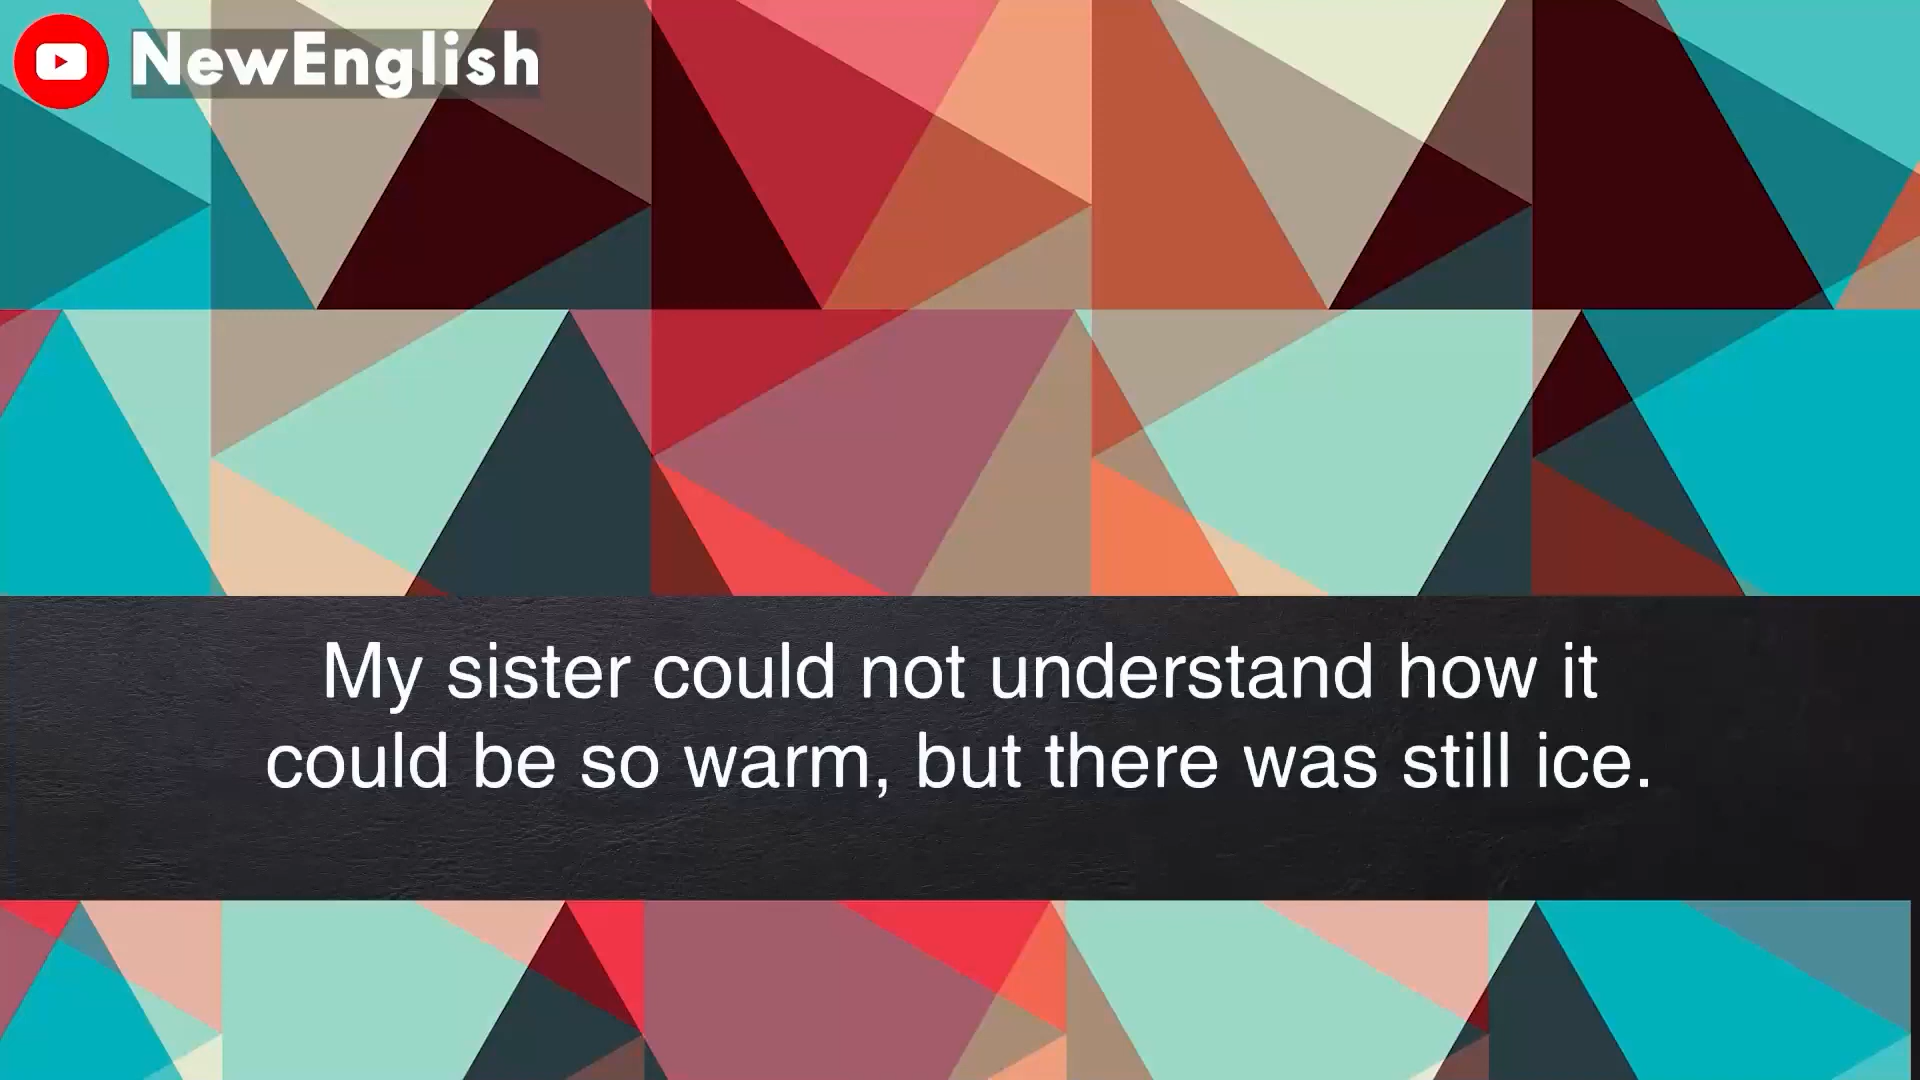 NewEnglish
My sister could not understand how it
could be so warm, but there was still ice.